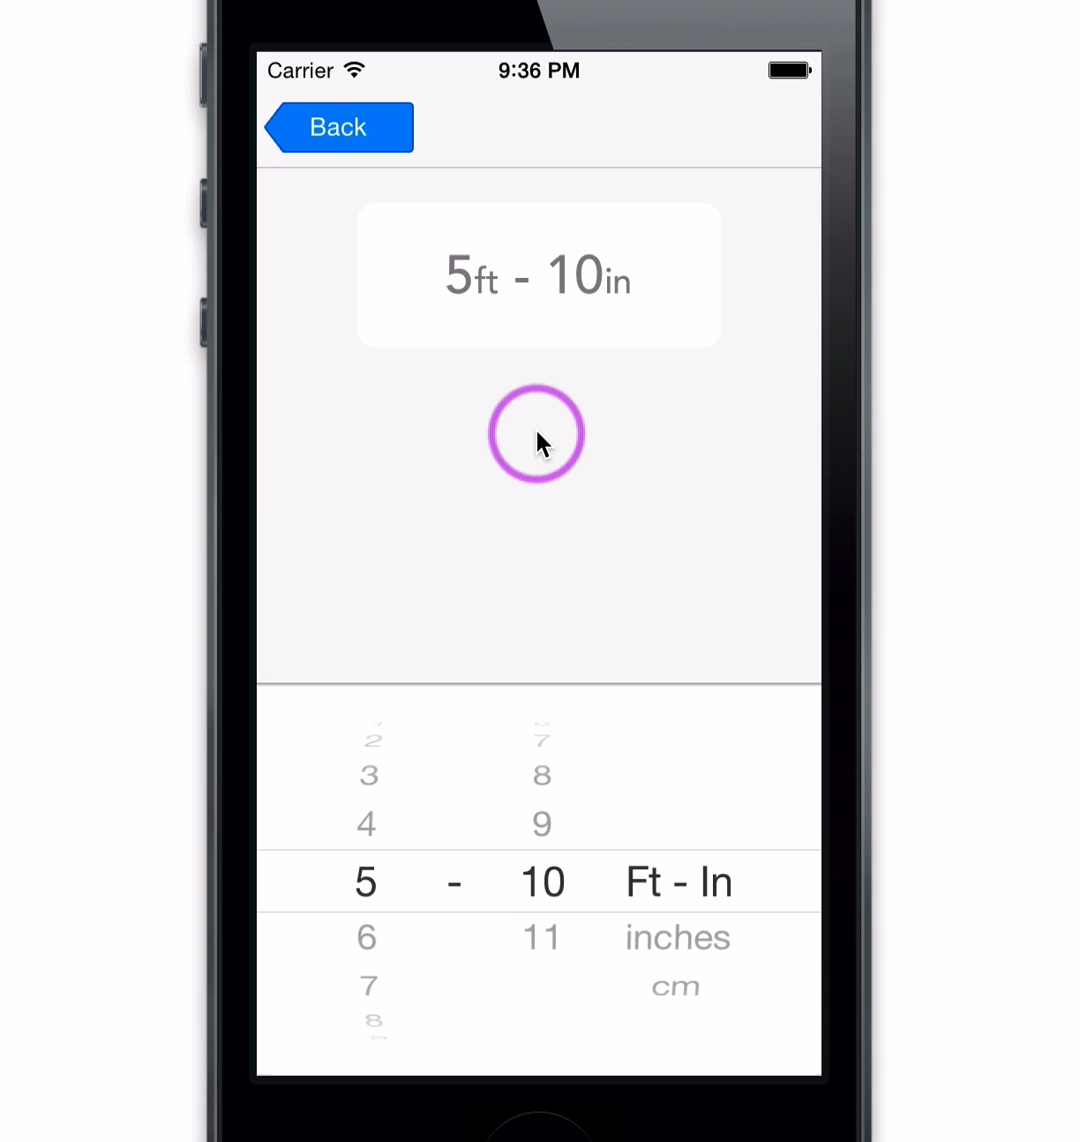 Carrier 9:36 PM
Back
5ft - 10in
2 7
3 8
4 9
5 - 10 Ft - In
6 11 inches
7 cm
8